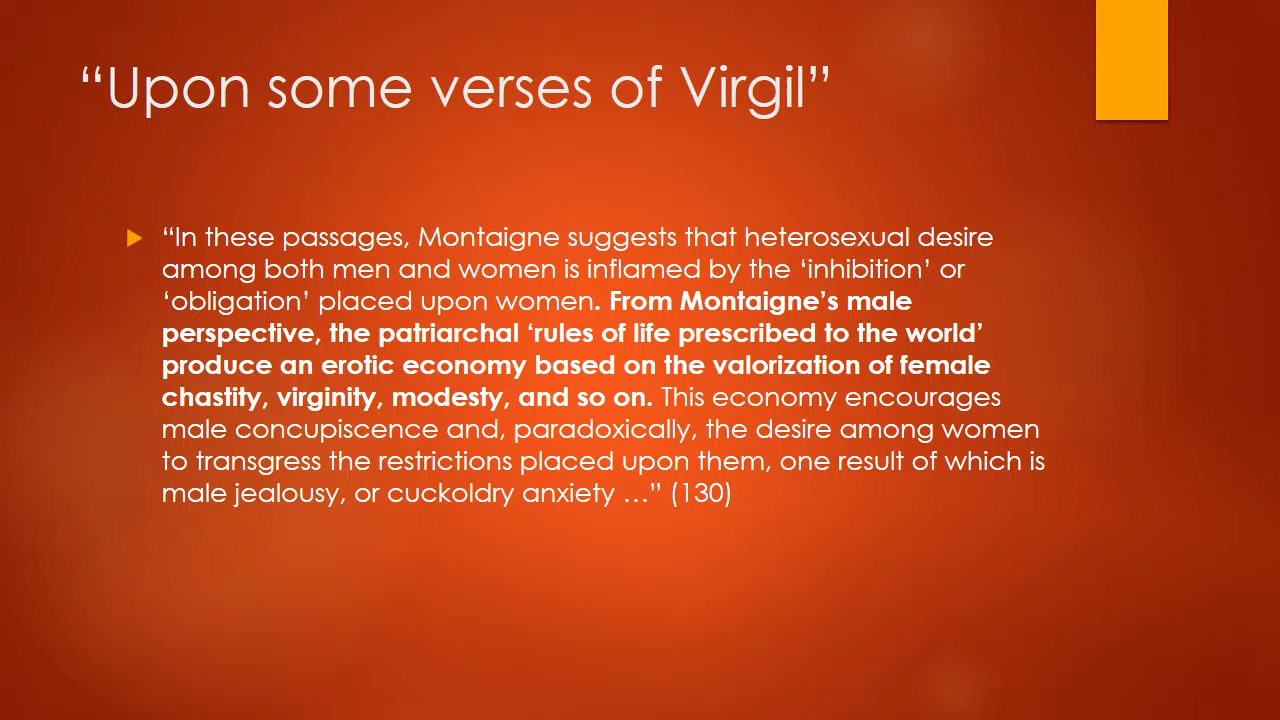 “Upon some verses of Virgil”
“In these passages, Montaigne suggests that heterosexual desire
among both men and women is inflamed by the ‘inhibition’ or
‘obligation’ placed upon women. From Montaigne’s male
perspective, the patriarchal ‘rules of life prescribed to the world’
produce an erotic economy based on the valorization of female
chastity, virginity, modesty, and so on. This economy encourages
male concupiscence and, paradoxically, the desire among women
to transgress the restrictions placed upon them, one result of which is
male jealousy, or cuckoldry anxiety …” (130)